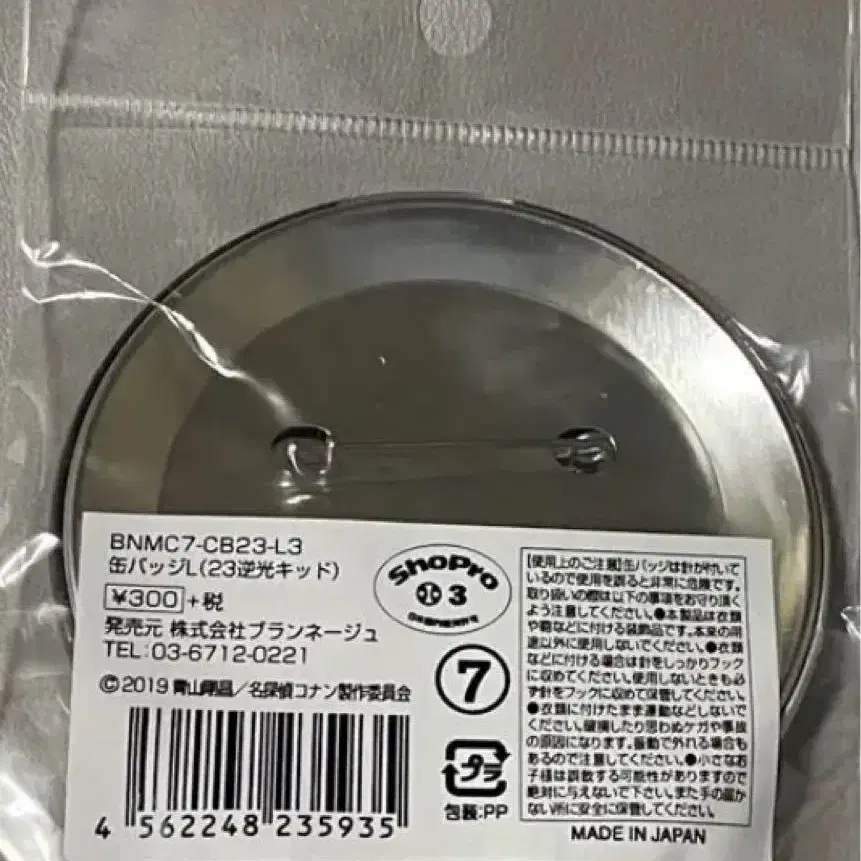 BNMC7-CB23-L3
缶バッジL(23逆光キッド)
¥300+税
発売元 株式会社ブランネージュ
TEL:03-6712-0221
©2019 青山剛昌/名探偵コナン製作委員会
4 562248 235935
ShoPro
3
7
プラ
包装:PP
【使用上のご注意】缶バッジは針が付いて
いるので使用を誤ると非常に危険です。
取り扱いの際は以下の事項をお守り頂く
よう注意してください。●本製品は衣類
や鞄などに付ける装飾品です。本来の用
途以外に使用しないでください。●衣類
などに付ける場合は針をしっかりフック
に収めてください。使用しないときも必
ず針をフックに収めて保管してください。
●衣類に付けたまま運動などしないで
ください。破損したり思わぬケガや事故
の原因になります。振動で外れる場合も
あるので注意してください。●小さなお
子様は誤飲する可能性がありますので
絶対に与えないで下さい。また手の届か
ない所に安全に保管してください。
MADE IN JAPAN